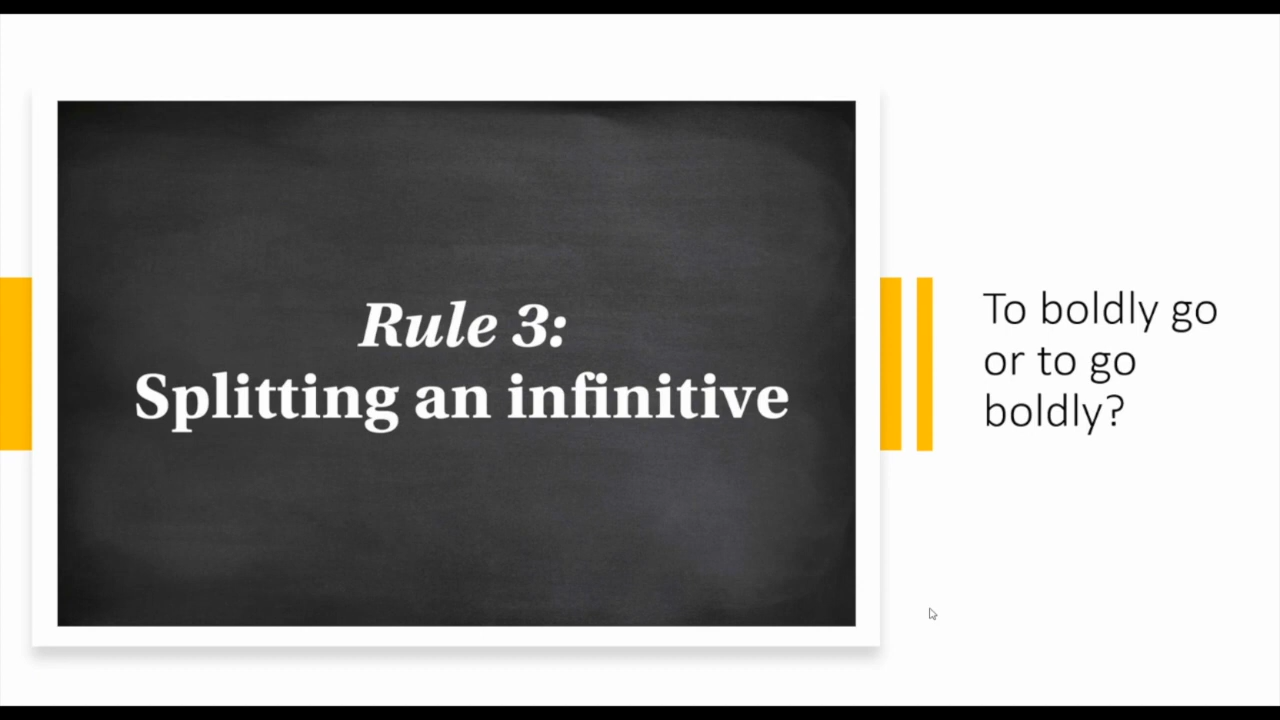 Rule 3:
Splitting an infinitive
To boldly go
or to go
boldly?